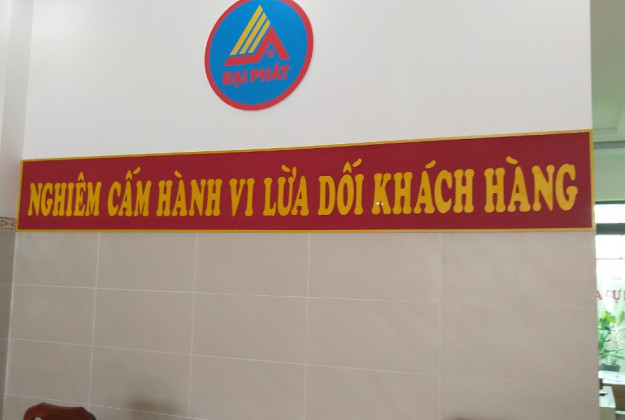 ĐẠI PHÁT
NGHIÊM CẤM HÀNH VI LỪA DỐI KHÁCH HÀNG